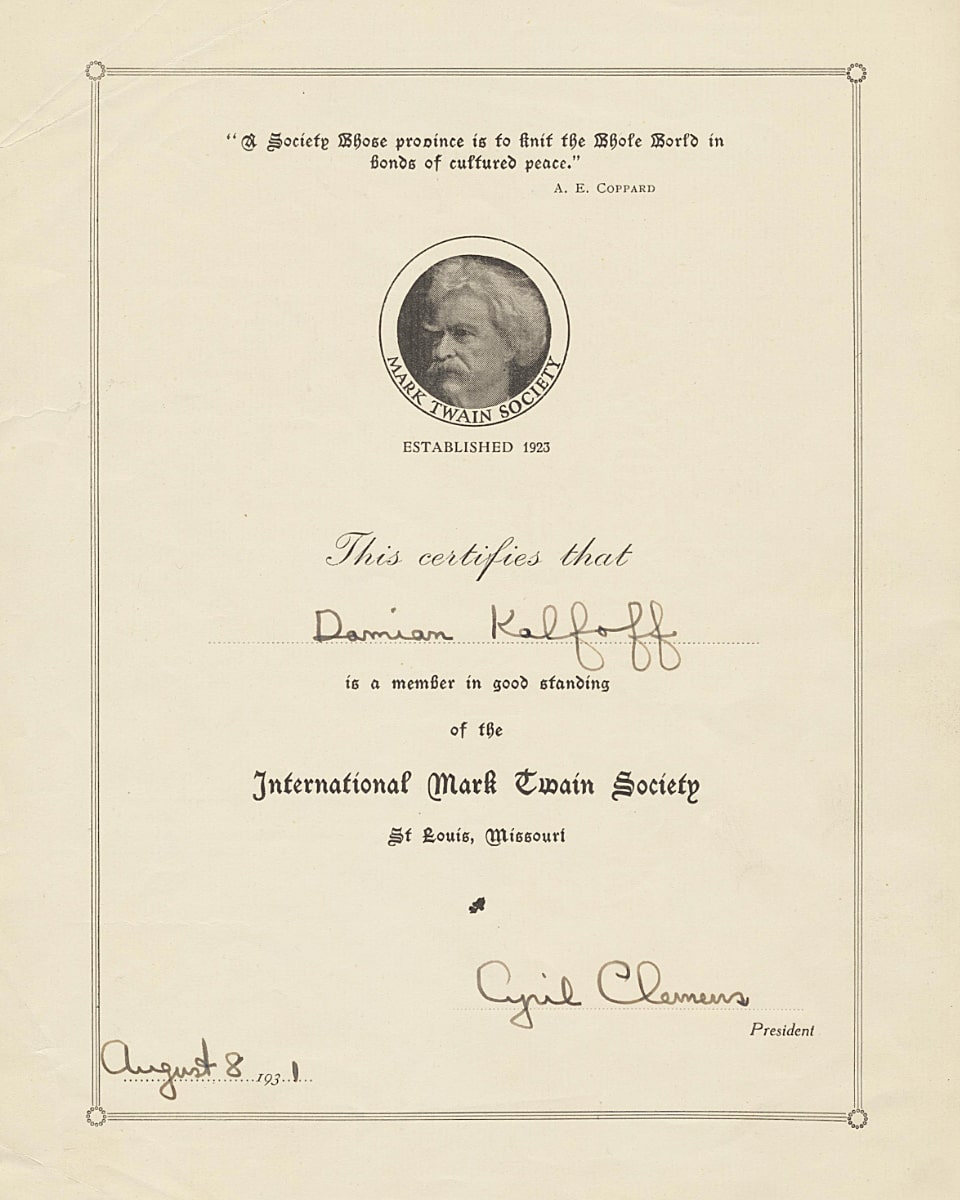 “A Society Whose province is to knit the Whole World in
bonds of cultured peace.”
A. E. COPPARD
MARK TWAIN SOCIETY
ESTABLISHED 1923
This certifies that
Damian Kalfoff
is a member in good standing
of the
International Mark Twain Society
St Louis, Missouri
Cyril Clemens
President
August 8 1931